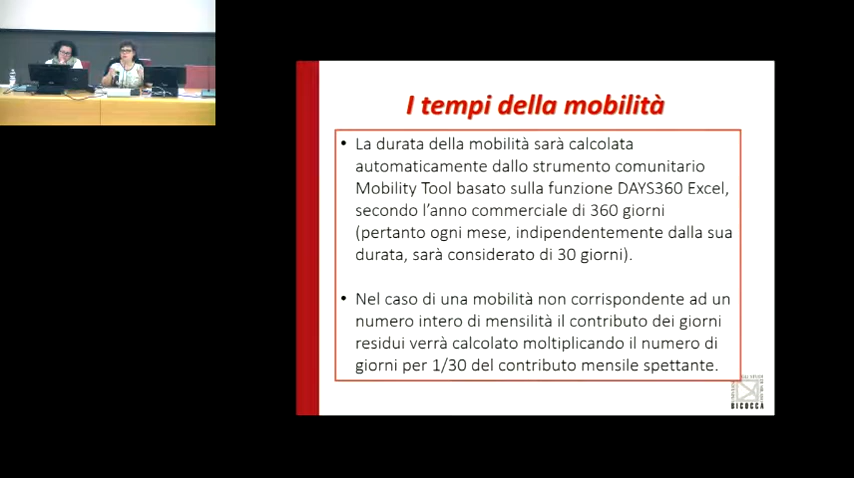 I tempi della mobilità
• La durata della mobilità sarà calcolata
automaticamente dallo strumento comunitario
Mobility Tool basato sulla funzione DAYS360 Excel,
secondo l'anno commerciale di 360 giorni
(pertanto ogni mese, indipendentemente dalla sua
durata, sarà considerato di 30 giorni).
• Nel caso di una mobilità non corrispondente ad un
numero intero di mensilità il contributo dei giorni
residui verrà calcolato moltiplicando il numero di
giorni per 1/30 del contributo mensile spettante.
BICOCCA